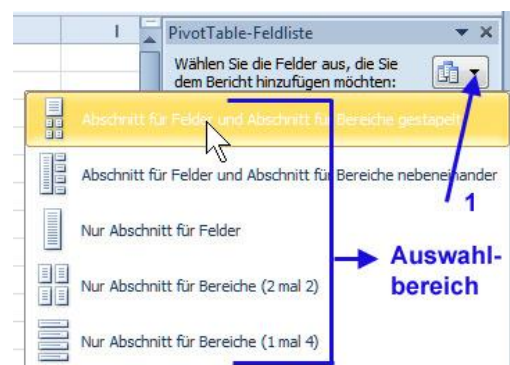 I
PivotTable-Feldliste
Wählen Sie die Felder aus, die Sie
dem Bericht hinzufügen möchten:
Abschnitt für Felder und Abschnitt für Bereiche gestapelt
Abschnitt für Felder und Abschnitt für Bereiche nebeneinander
1
Nur Abschnitt für Felder
Auswahl-
bereich
Nur Abschnitt für Bereiche (2 mal 2)
Nur Abschnitt für Bereiche (1 mal 4)